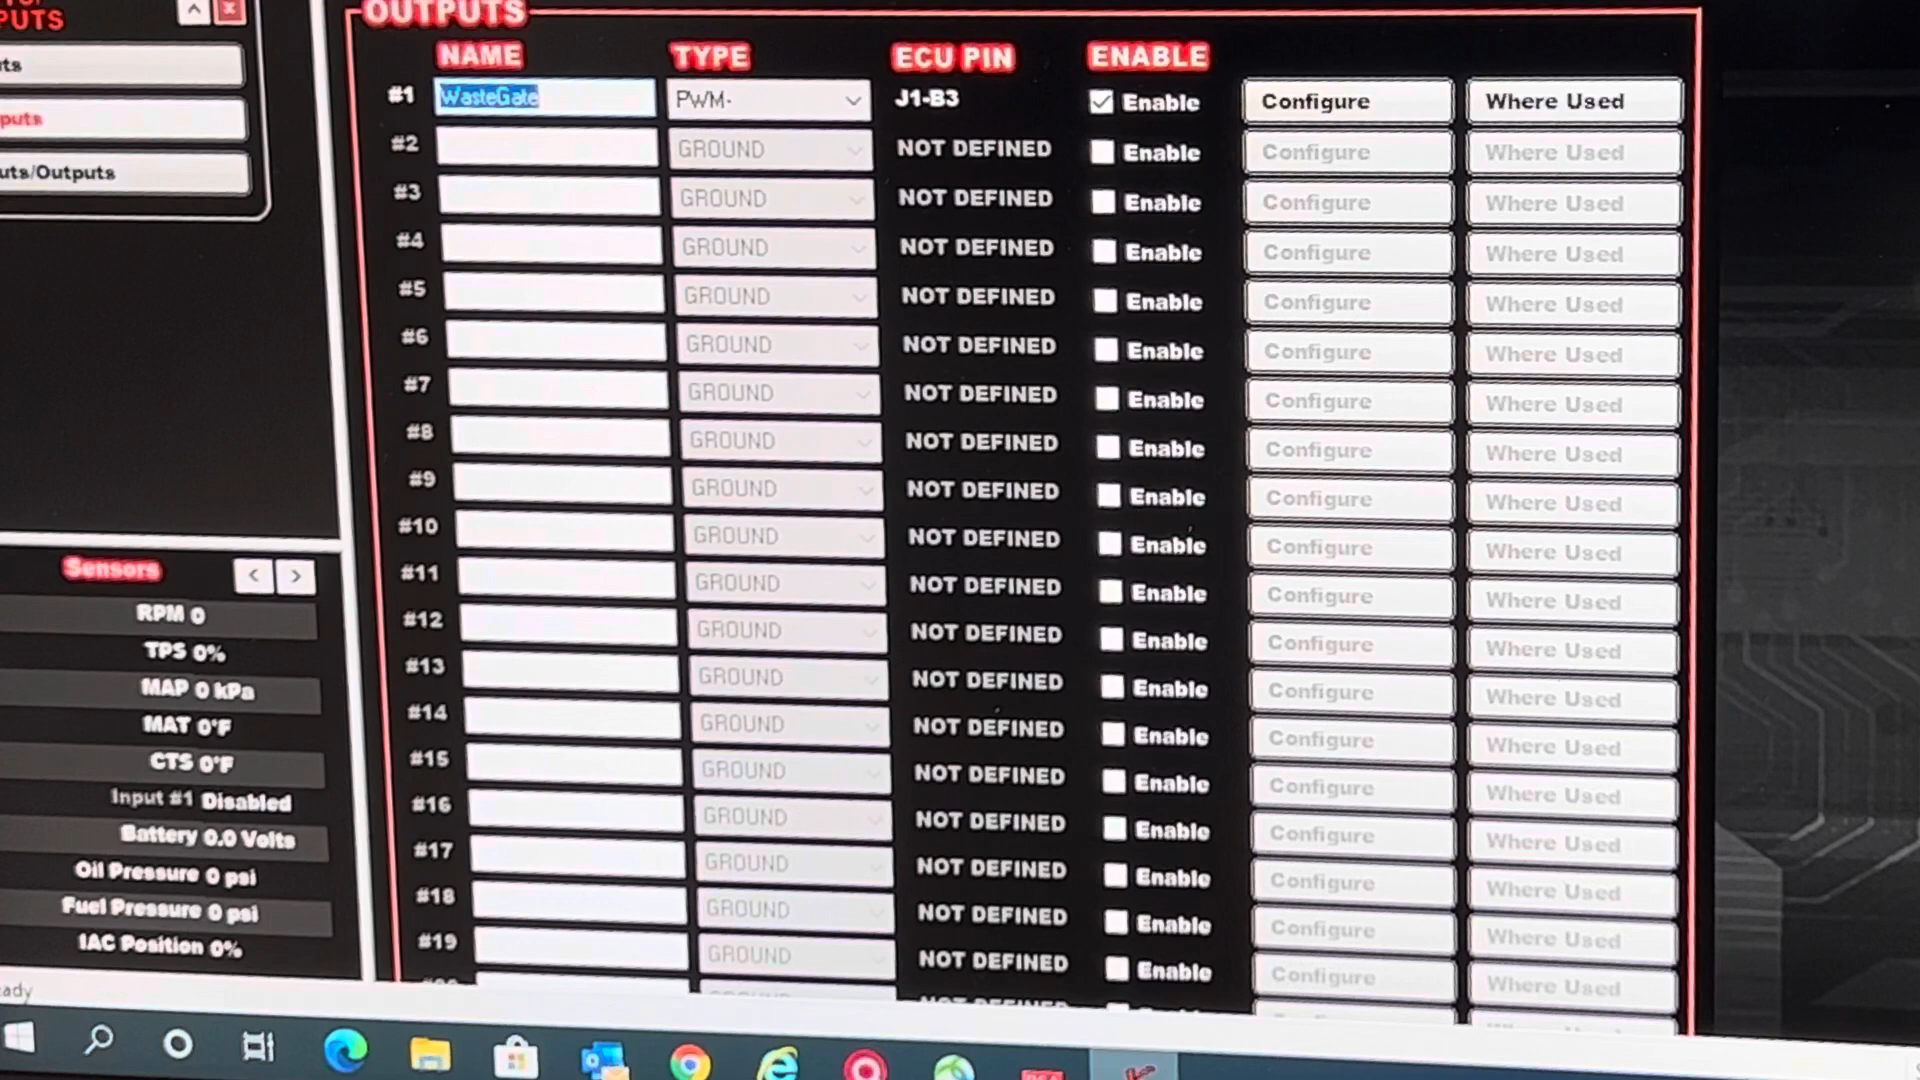 PUTS
OUTPUTS
NAME TYPE ECU PIN ENABLE
#1 WasteGate PWM- J1-B3 Enable Configure Where Used
#2 GROUND NOT DEFINED Enable Configure Where Used
#3 GROUND NOT DEFINED Enable Configure Where Used
#4 GROUND NOT DEFINED Enable Configure Where Used
#5 GROUND NOT DEFINED Enable Configure Where Used
#6 GROUND NOT DEFINED Enable Configure Where Used
#7 GROUND NOT DEFINED Enable Configure Where Used
#8 GROUND NOT DEFINED Enable Configure Where Used
#9 GROUND NOT DEFINED Enable Configure Where Used
#10 GROUND NOT DEFINED Enable Configure Where Used
#11 GROUND NOT DEFINED Enable Configure Where Used
#12 GROUND NOT DEFINED Enable Configure Where Used
#13 GROUND NOT DEFINED Enable Configure Where Used
#14 GROUND NOT DEFINED Enable Configure Where Used
#15 GROUND NOT DEFINED Enable Configure Where Used
#16 GROUND NOT DEFINED Enable Configure Where Used
#17 GROUND NOT DEFINED Enable Configure Where Used
#18 GROUND NOT DEFINED Enable Configure Where Used
#19 GROUND NOT DEFINED Enable Configure Where Used
uts
puts
uts/Outputs
Sensors
RPM 0
TPS 0%
MAP 0 kPa
MAT 0°F
CTS 0°F
Input #1 Disabled
Battery 0.0 Volts
Oil Pressure 0 psi
Fuel Pressure 0 psi
IAC Position 0%
eady